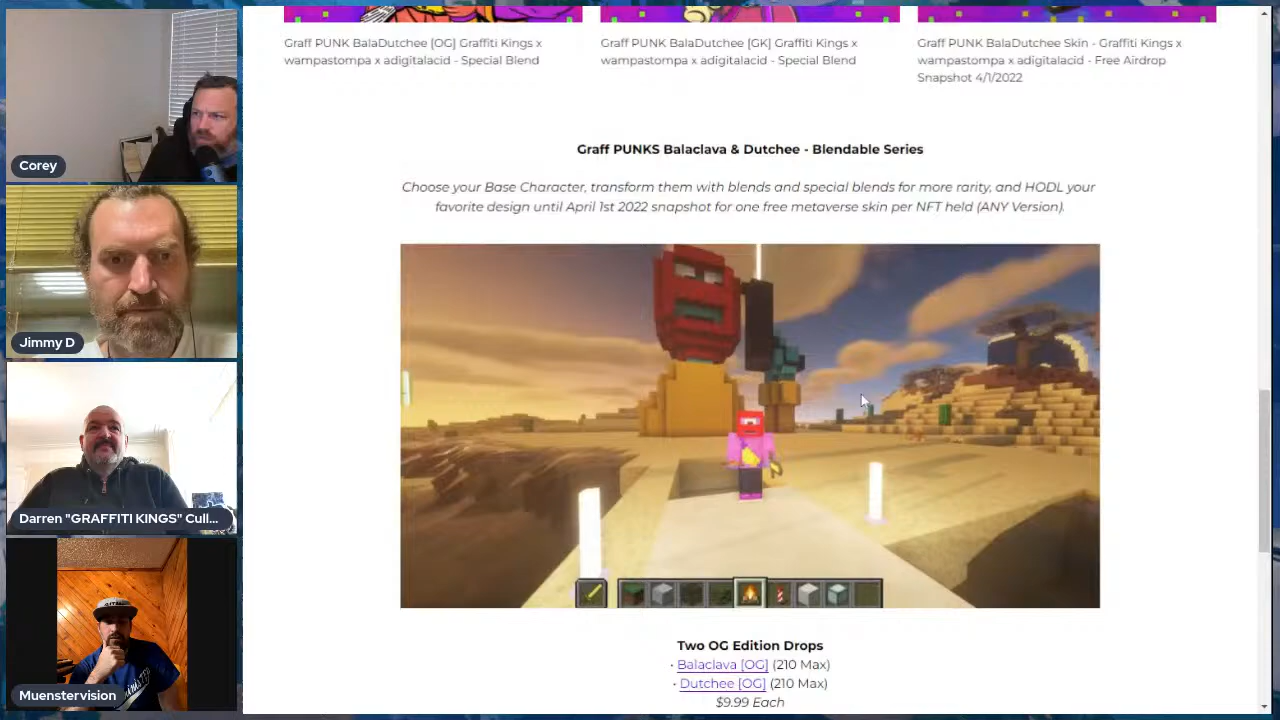 Corey
Jimmy D
Darren "GRAFFITI KINGS" Cull...
Muenstervision
Graff PUNK BalaDutchee [OG] Graffiti Kings x
wampastompa x adigitalacid - Special Blend
Graff PUNK BalaDutchee [GK] Graffiti Kings x
wampastompa x adigitalacid - Special Blend
Graff PUNK BalaDutchee Skin - Graffiti Kings x
wampastompa x adigitalacid - Free Airdrop
Snapshot 4/1/2022
Graff PUNKS Balaclava & Dutchee - Blendable Series
Choose your Base Character, transform them with blends and special blends for more rarity, and HODL your
favorite design until April 1st 2022 snapshot for one free metaverse skin per NFT held (ANY Version).
Two OG Edition Drops
• Balaclava [OG] (210 Max)
• Dutchee [OG] (210 Max)
$9.99 Each